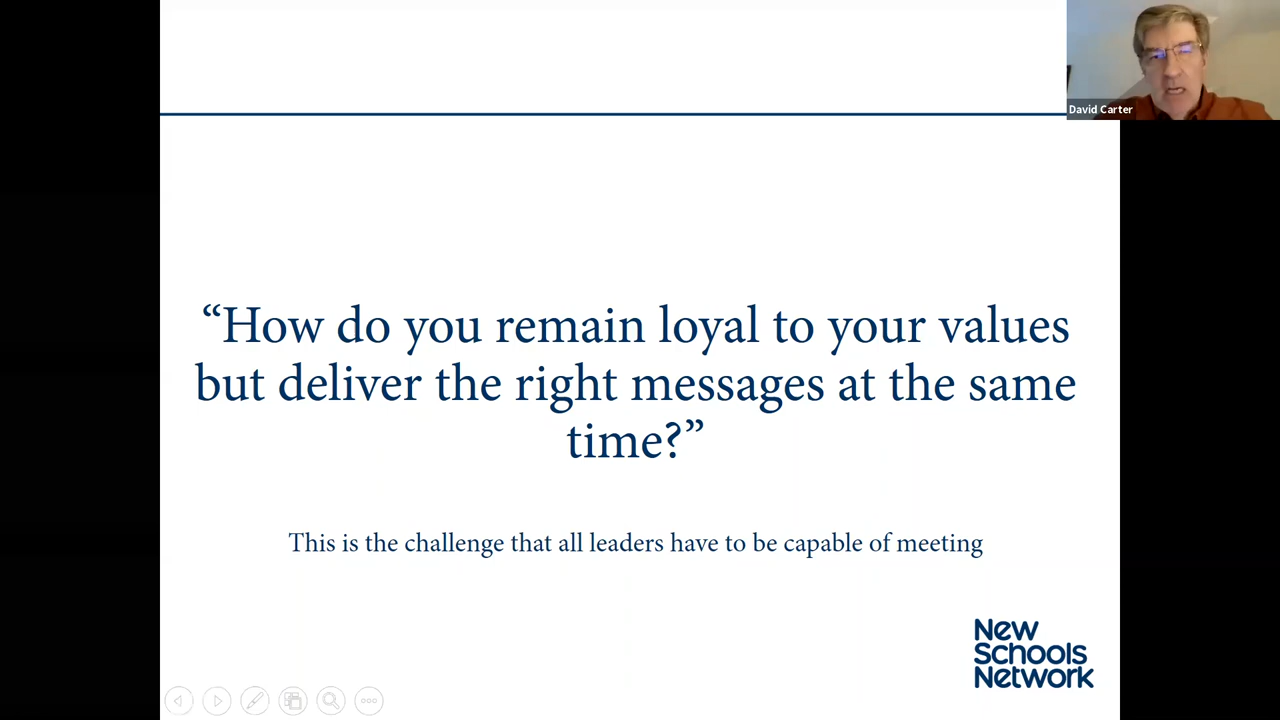 David Carter
“How do you remain loyal to your values
but deliver the right messages at the same
time?”
This is the challenge that all leaders have to be capable of meeting
New
Schools
Network